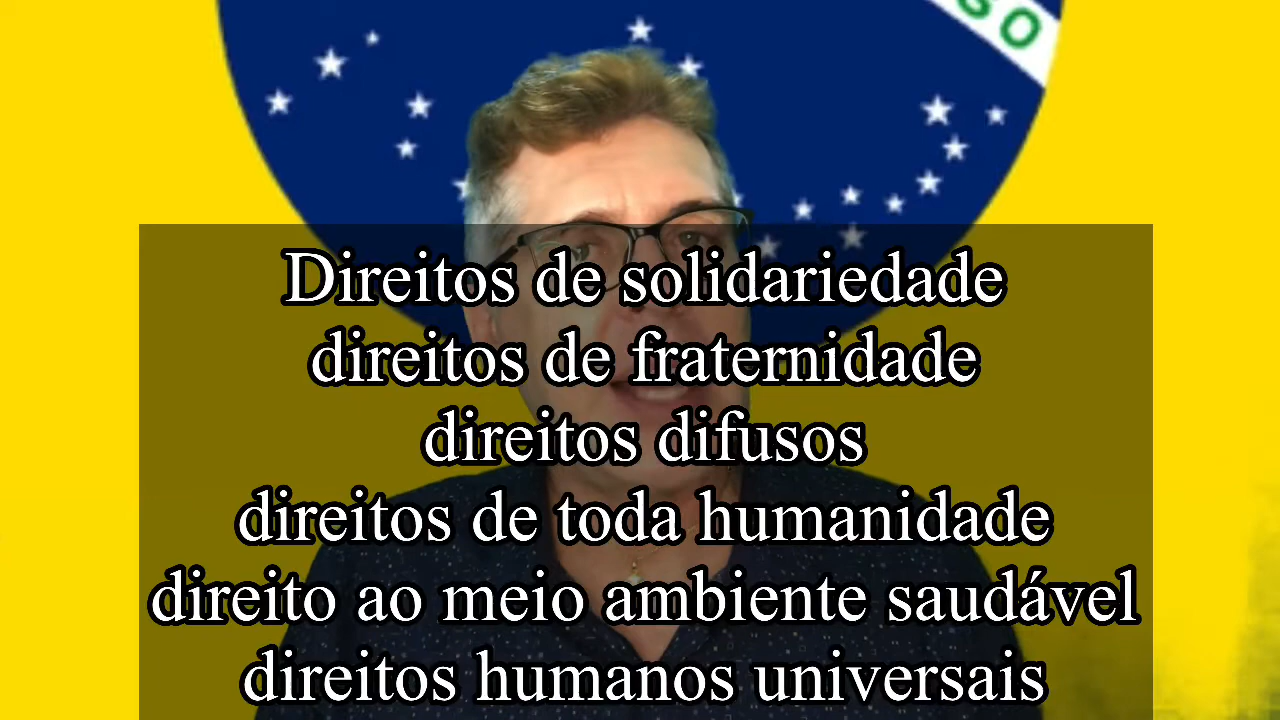 SO
Direitos de solidariedade
direitos de fraternidade
direitos difusos
direitos de toda humanidade
direito ao meio ambiente saudável
direitos humanos universais